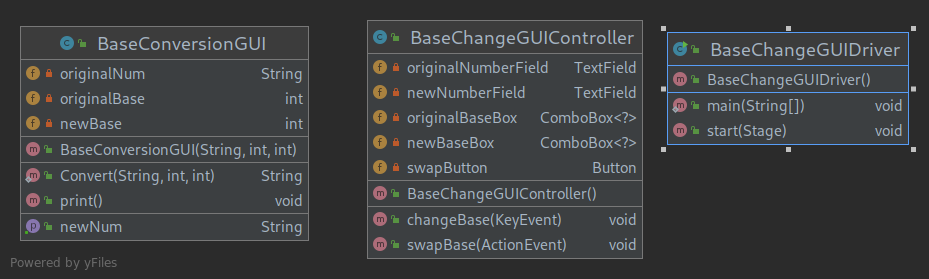 BaseConversionGUI
originalNum String
originalBase int
newBase int
BaseConversionGUI(String, int, int)
Convert(String, int, int) String
print() void
newNum String
BaseChangeGUIController
originalNumberField TextField
newNumberField TextField
originalBaseBox ComboBox<?>
newBaseBox ComboBox<?>
swapButton Button
BaseChangeGUIController()
changeBase(KeyEvent) void
swapBase(ActionEvent) void
BaseChangeGUIDriver
BaseChangeGUIDriver()
main(String[]) void
start(Stage) void
Powered by yFiles